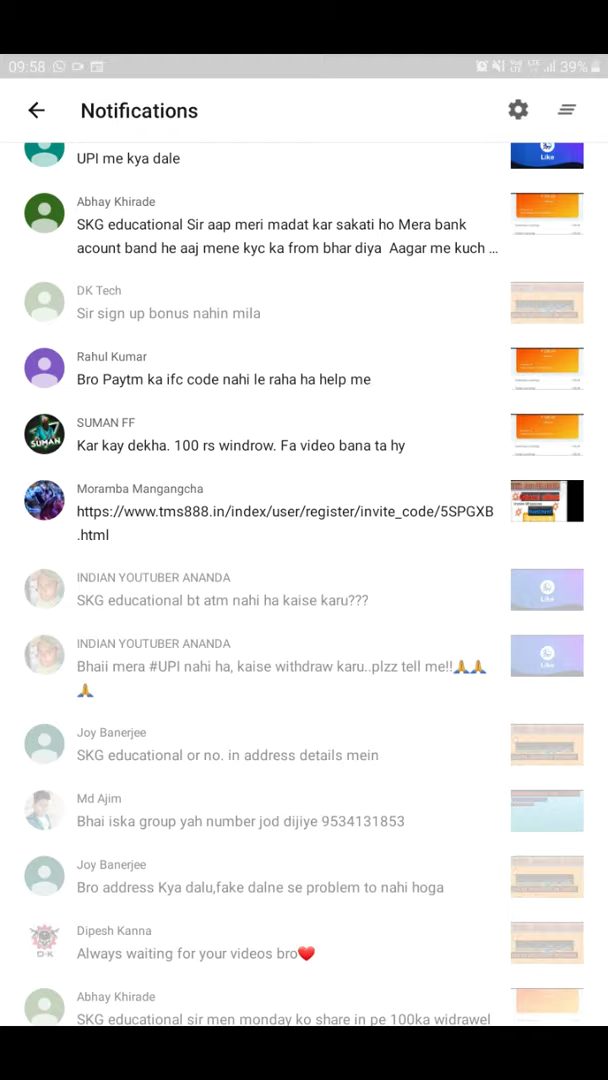 09:58
39%
Notifications
UPI me kya dale
Like
Abhay Khirade
SKG educational Sir aap meri madat kar sakati ho Mera bank
acount band he aaj mene kyc ka from bhar diya  Aagar me kuch ...
DK Tech
Sir sign up bonus nahin mila
Rahul Kumar
Bro Paytm ka ifc code nahi le raha ha help me
SUMAN FF
Kar kay dekha. 100 rs windrow. Fa video bana ta hy
SUMAN
Moramba Mangangcha
https://www.tms888.in/index/user/register/invite_code/5SPGXB
.html
INDIAN YOUTUBER ANANDA
SKG educational bt atm nahi ha kaise karu???
Like
INDIAN YOUTUBER ANANDA
Bhaii mera #UPI nahi ha, kaise withdraw karu..plzz tell me!!🙏🙏
🙏
Like
Joy Banerjee
SKG educational or no. in address details mein
Md Ajim
Bhai iska group yah number jod dijiye 9534131853
Joy Banerjee
Bro address Kya dalu,fake dalne se problem to nahi hoga
Dipesh Kanna
Always waiting for your videos bro❤️
D-K
Abhay Khirade
SKG educational sir men monday ko share in pe 100ka widrawel